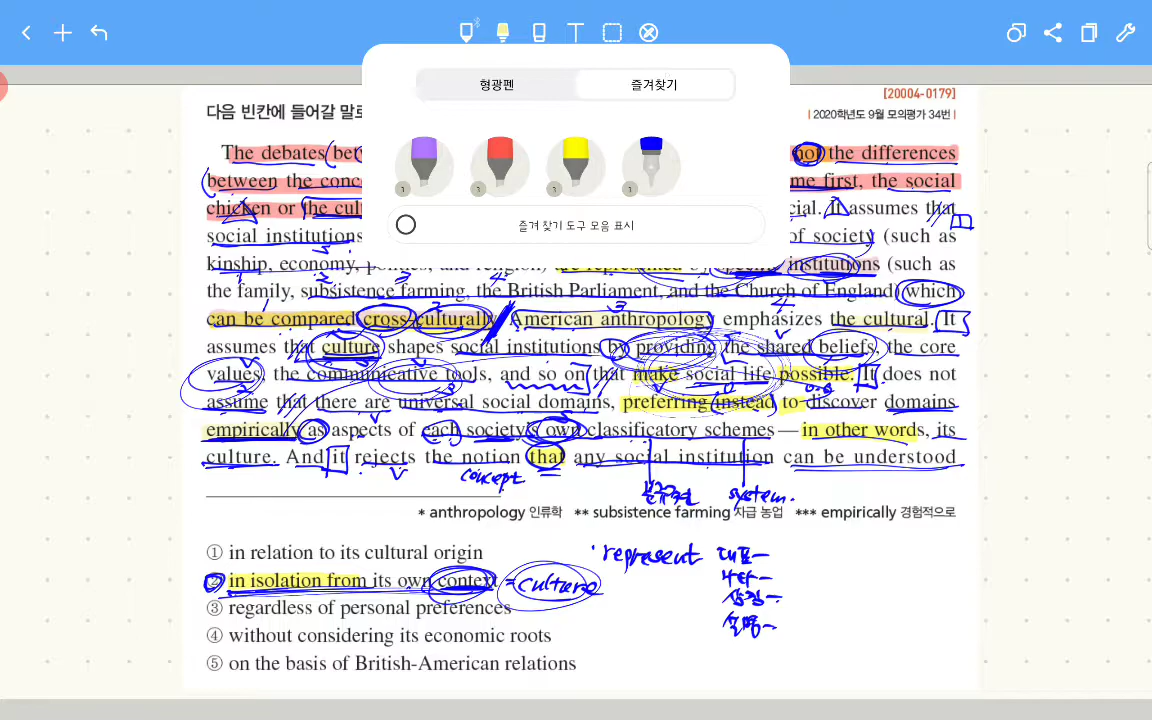 형광펜 즐겨찾기
즐겨 찾기 도구 모음 표시
[20004-0179]
다음 빈칸에 들어갈 말로
| 2020학년도 9월 모의평가 34번 |
The debates not the differences
between the first, the social
chicken or the It assumes that
social institutions of society (such as
kinship, economy, politics, and religion) are represented by institutions (such as
the family, subsistence farming, the British Parliament, and the Church of England) which
can be compared cross-culturally. American anthropology emphasizes the cultural. It
assumes that culture shapes social institutions by providing the shared beliefs, the core
values, the communicative tools, and so on that make social life possible. It does not
assume that there are universal social domains, preferring instead to discover domains
empirically as aspects of each society's own classificatory schemes — in other words, its
culture. And it rejects the notion that any social institution can be understood
concept system.
* anthropology 인류학 ** subsistence farming 자급 농업 *** empirically 경험적으로
① in relation to its cultural origin
② in isolation from its own context = culture
③ regardless of personal preferences
④ without considering its economic roots
⑤ on the basis of British-American relations
represent 대표